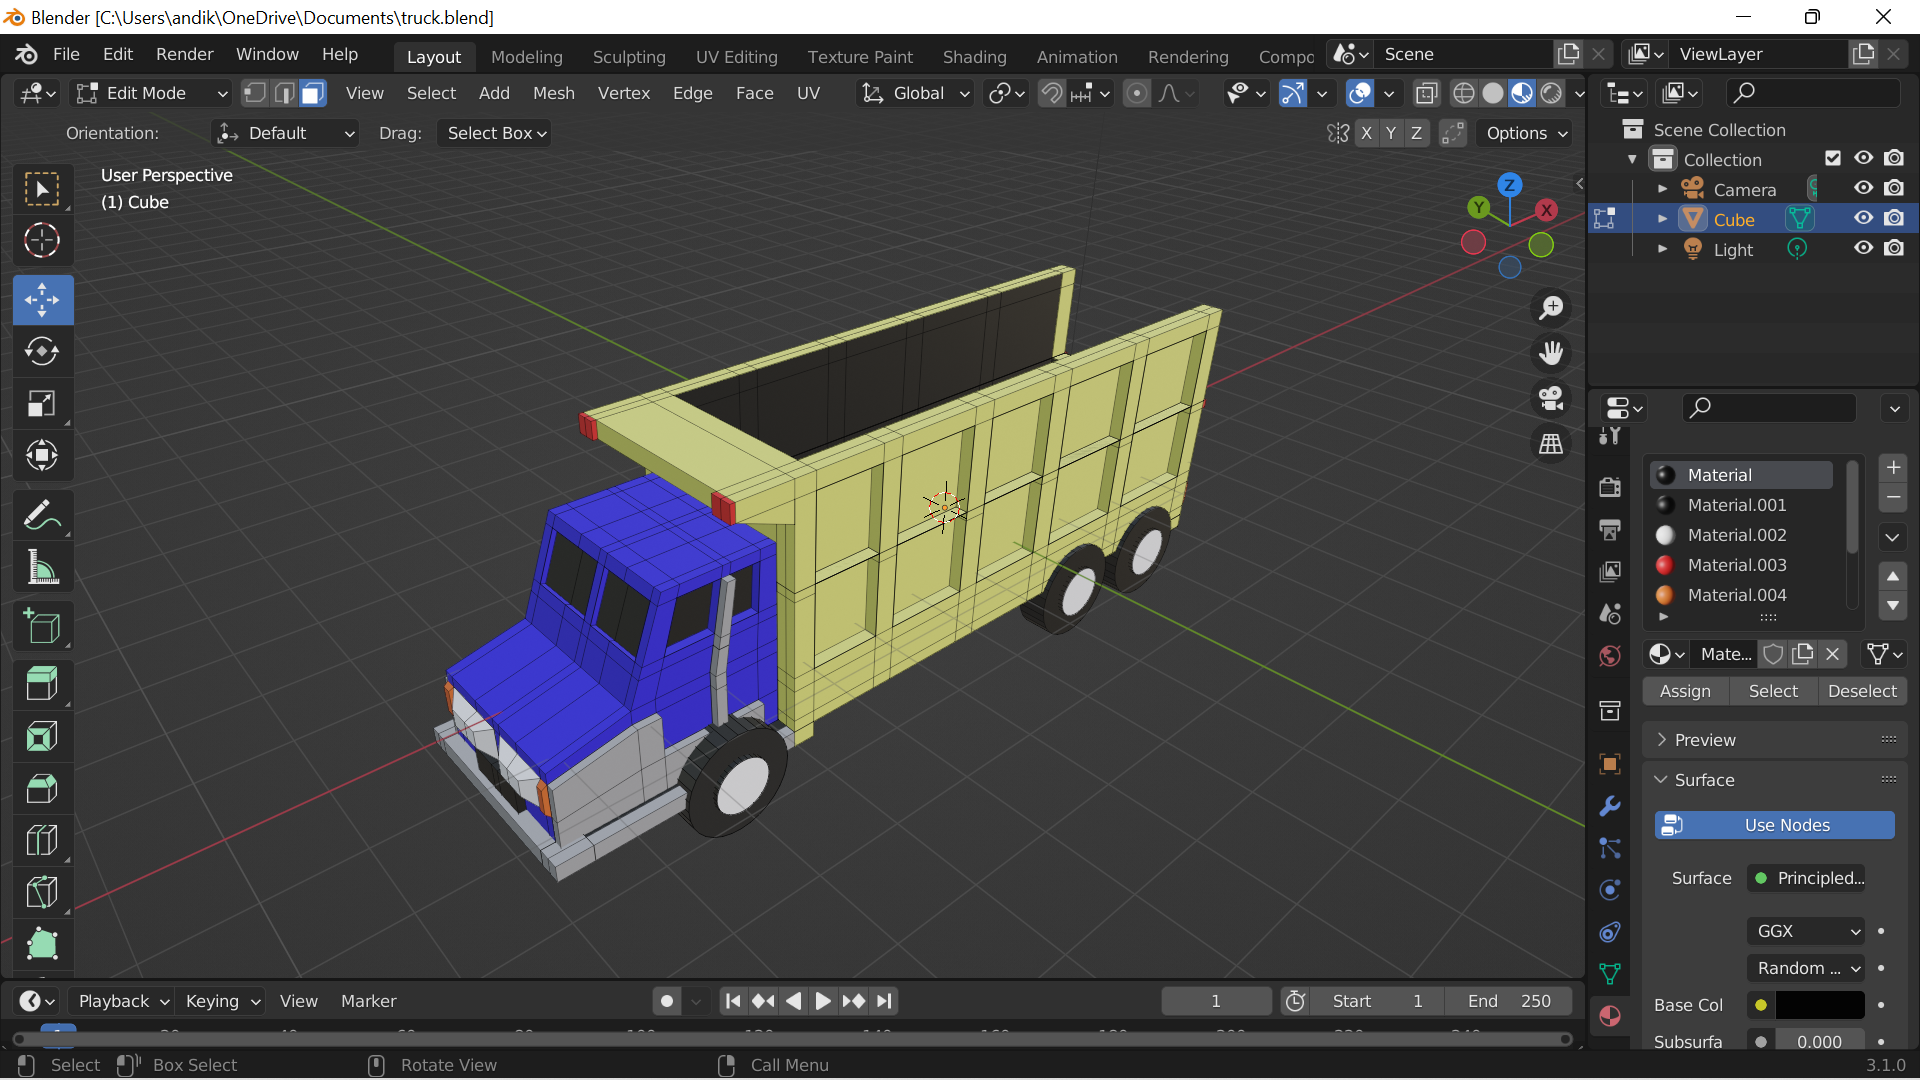 Blender [C:\Users\andik\OneDrive\Documents\truck.blend]
File Edit Render Window Help Layout Modeling Sculpting UV Editing Texture Paint Shading Animation Rendering Compo Scene ViewLayer
Edit Mode View Select Add Mesh Vertex Edge Face UV Global
Orientation: Default Drag: Select Box X Y Z Options
User Perspective
(1) Cube
Z
Y
X
Scene Collection
Collection
Camera
Cube
Light
Material
Material.001
Material.002
Material.003
Material.004
Mate...
Assign Select Deselect
Preview
Surface
Use Nodes
Surface Principled...
GGX
Random ...
Base Col
Subsurfa 0.000
Playback Keying View Marker 1 Start 1 End 250
Select Box Select Rotate View Call Menu 3.1.0